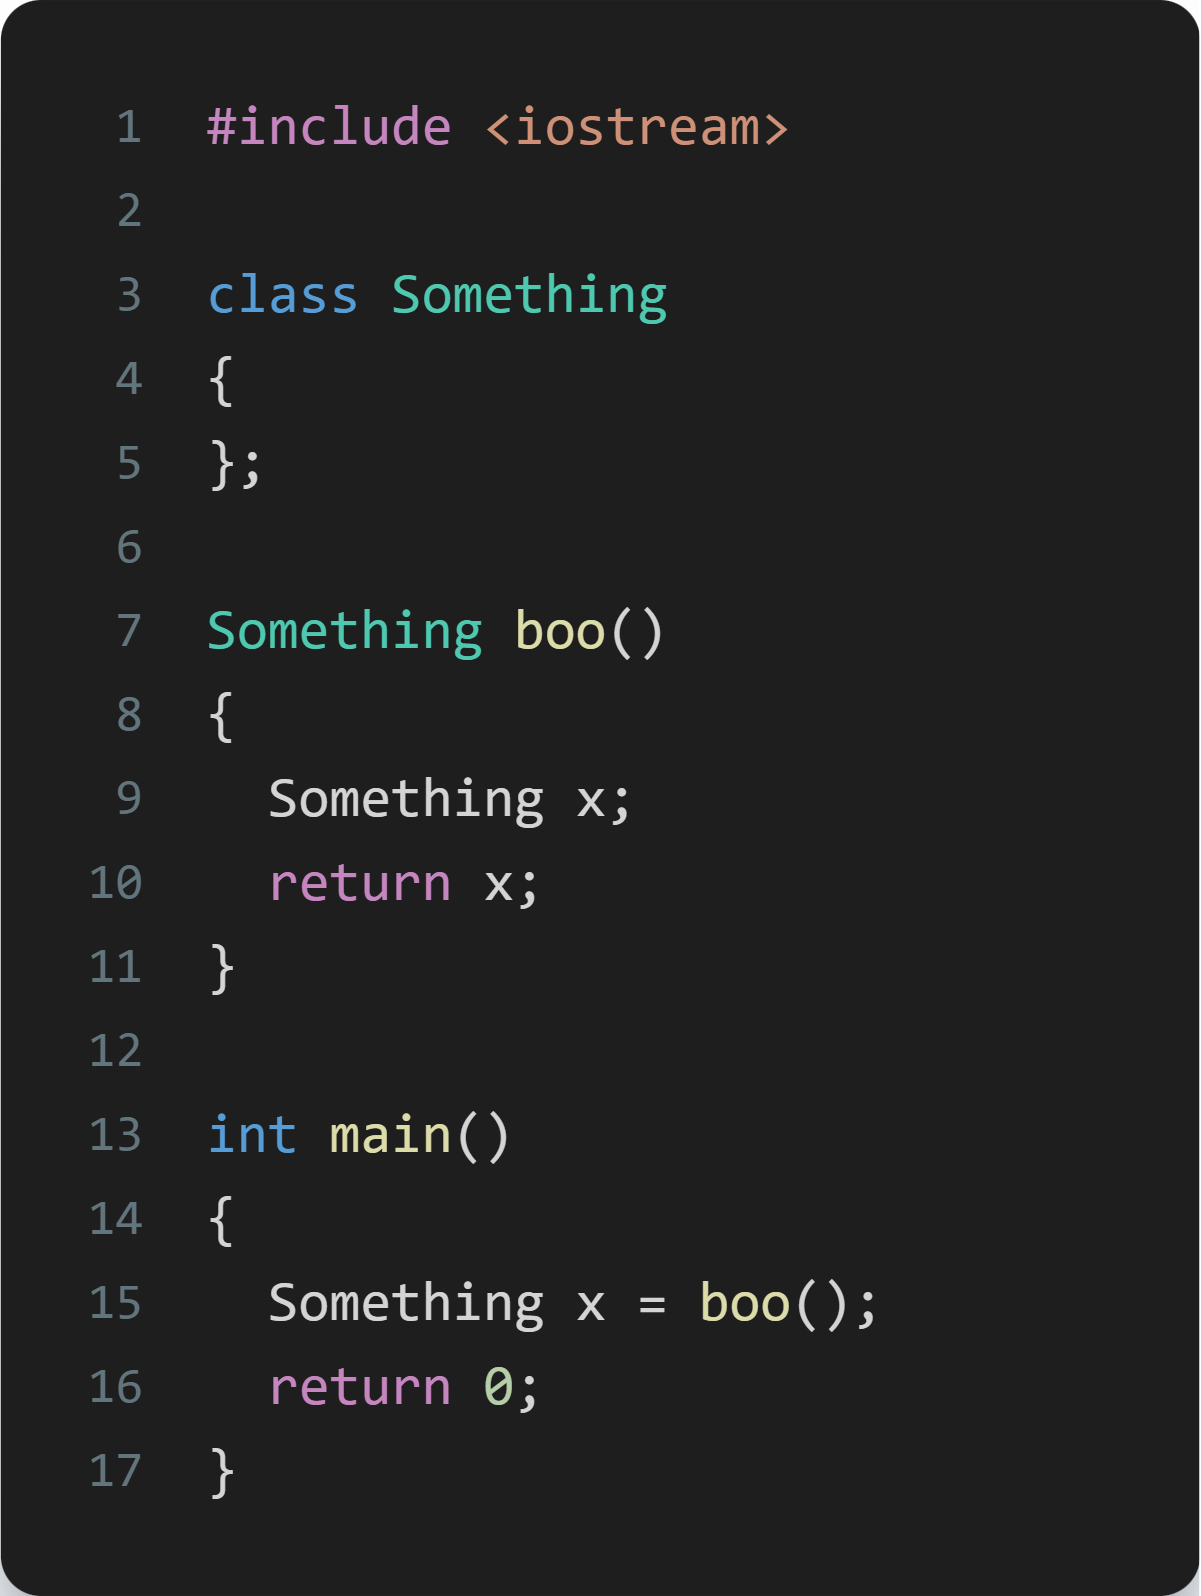 1 #include <iostream>
2
3 class Something
4 {
5 };
6
7 Something boo()
8 {
9   Something x;
10   return x;
11 }
12
13 int main()
14 {
15   Something x = boo();
16   return 0;
17 }